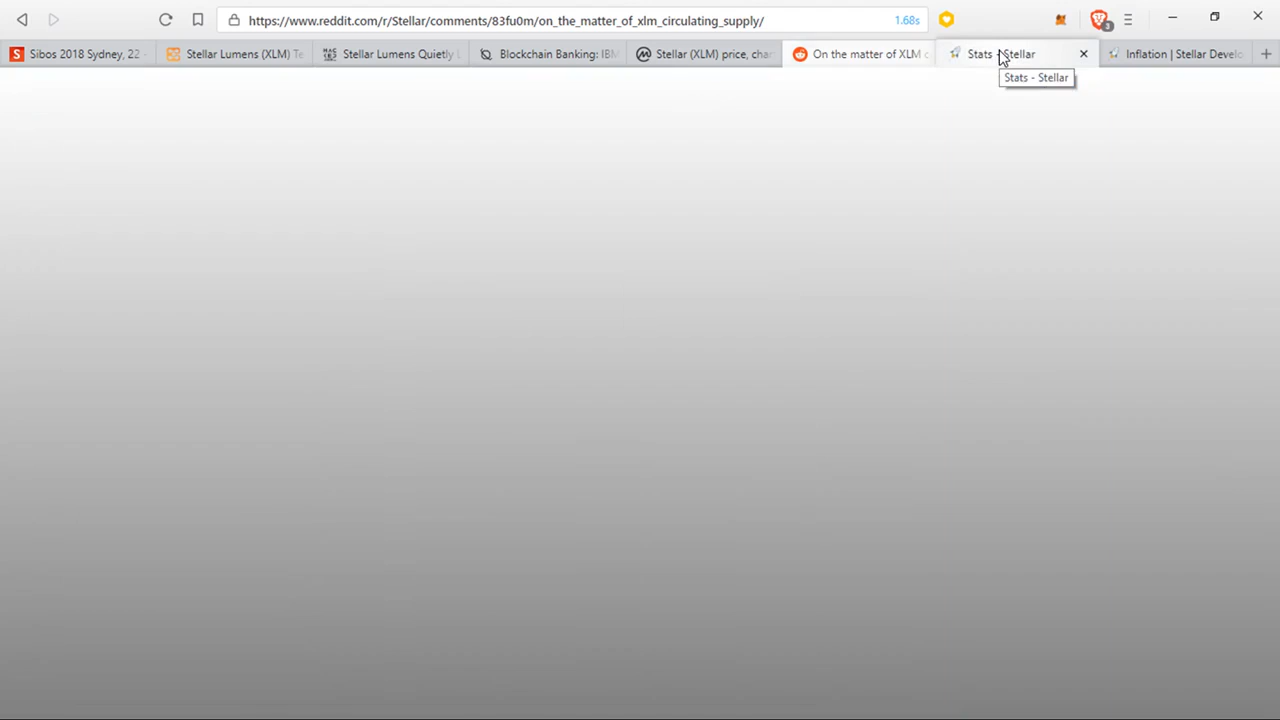 https://www.reddit.com/r/Stellar/comments/83fu0m/on_the_matter_of_xlm_circulating_supply/
1.68s
3
Sibos 2018 Sydney, 22 -
Stellar Lumens (XLM) Te
Stellar Lumens Quietly
Blockchain Banking: IBM
Stellar (XLM) price, char
On the matter of XLM c
Stats - Stellar
Inflation | Stellar Develo
Stats - Stellar